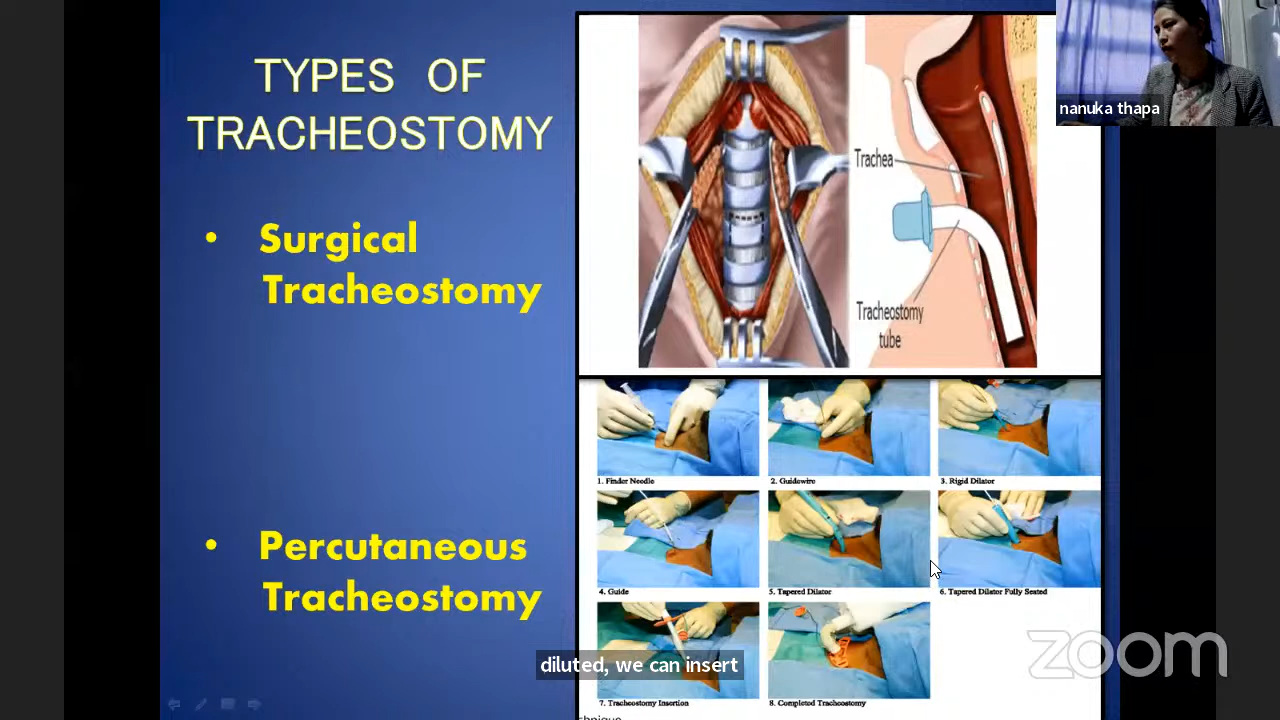 TYPES OF
TRACHEOSTOMY
• Surgical
Tracheostomy
• Percutaneous
Tracheostomy
Trachea
Tracheostomy
tube
nanuka thapa
1. Finder Needle
2. Guidewire
3. Rigid Dilator
4. Guide
5. Tapered Dilator
6. Tapered Dilator Fully Seated
7. Tracheostomy Insertion
8. Completed Tracheostomy
diluted, we can insert
zoom